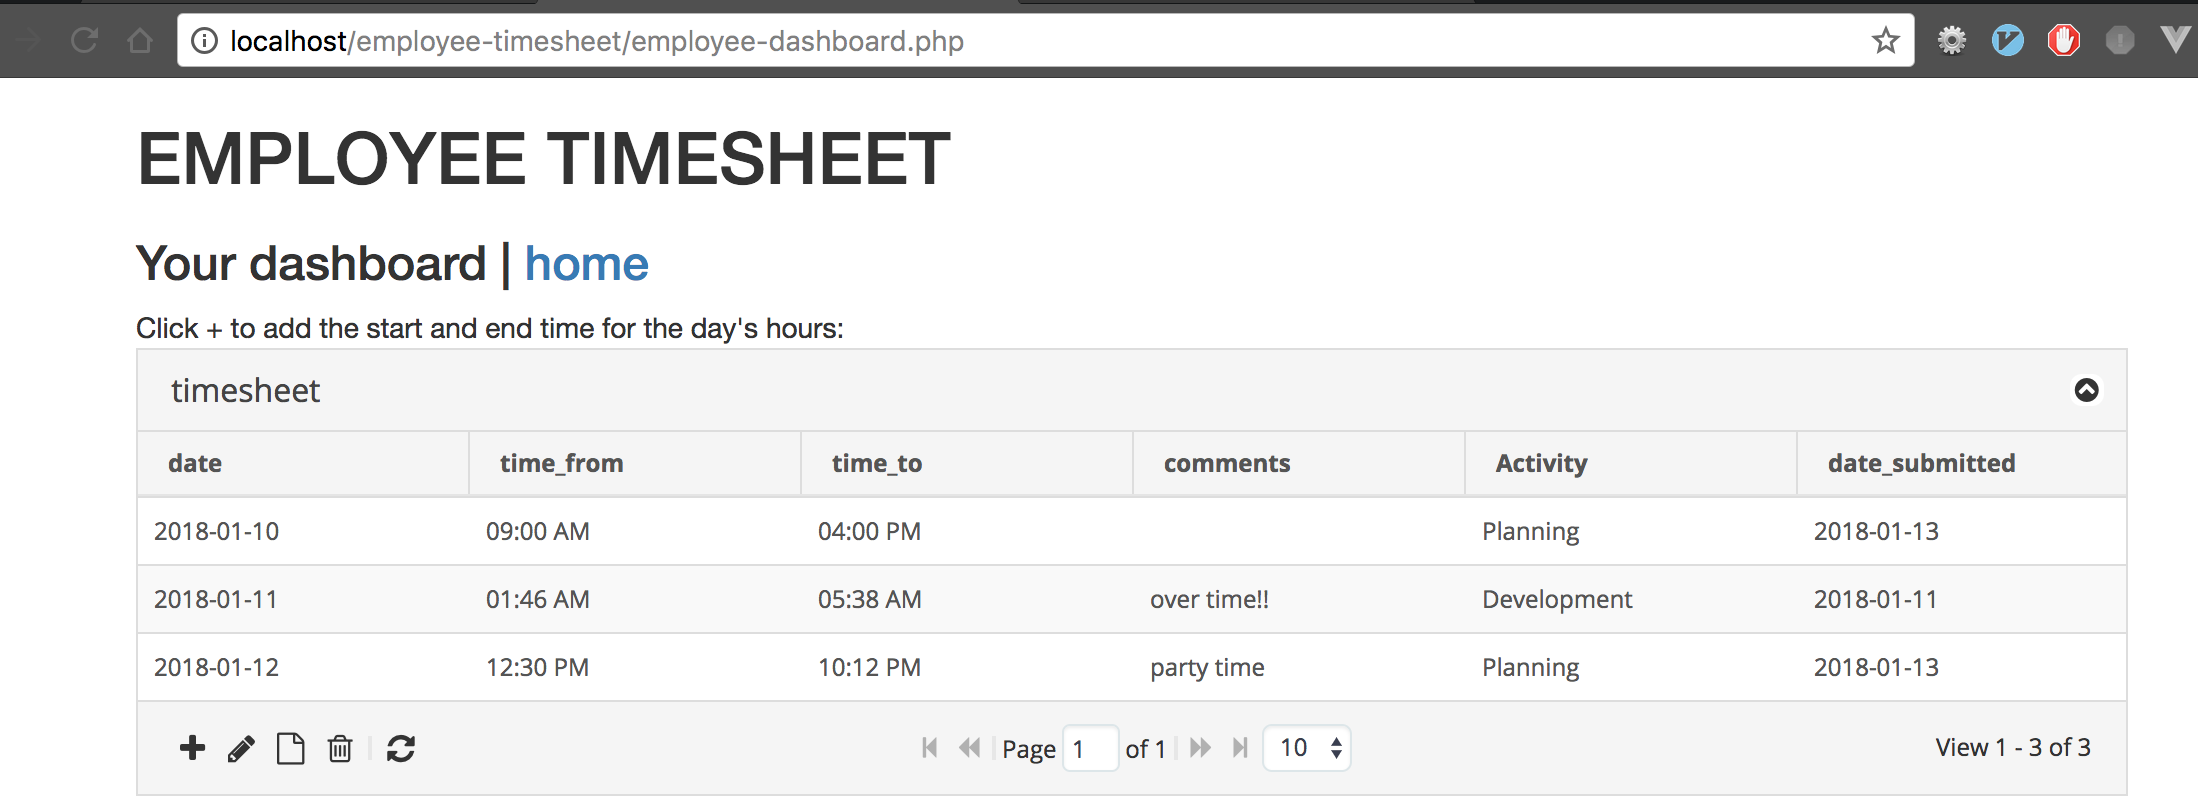 localhost/employee-timesheet/employee-dashboard.php
EMPLOYEE TIMESHEET
Your dashboard | home
Click + to add the start and end time for the day's hours:
timesheet
date time_from time_to comments Activity date_submitted
2018-01-10 09:00 AM 04:00 PM Planning 2018-01-13
2018-01-11 01:46 AM 05:38 AM over time!! Development 2018-01-11
2018-01-12 12:30 PM 10:12 PM party time Planning 2018-01-13
Page 1 of 1 10 View 1 - 3 of 3